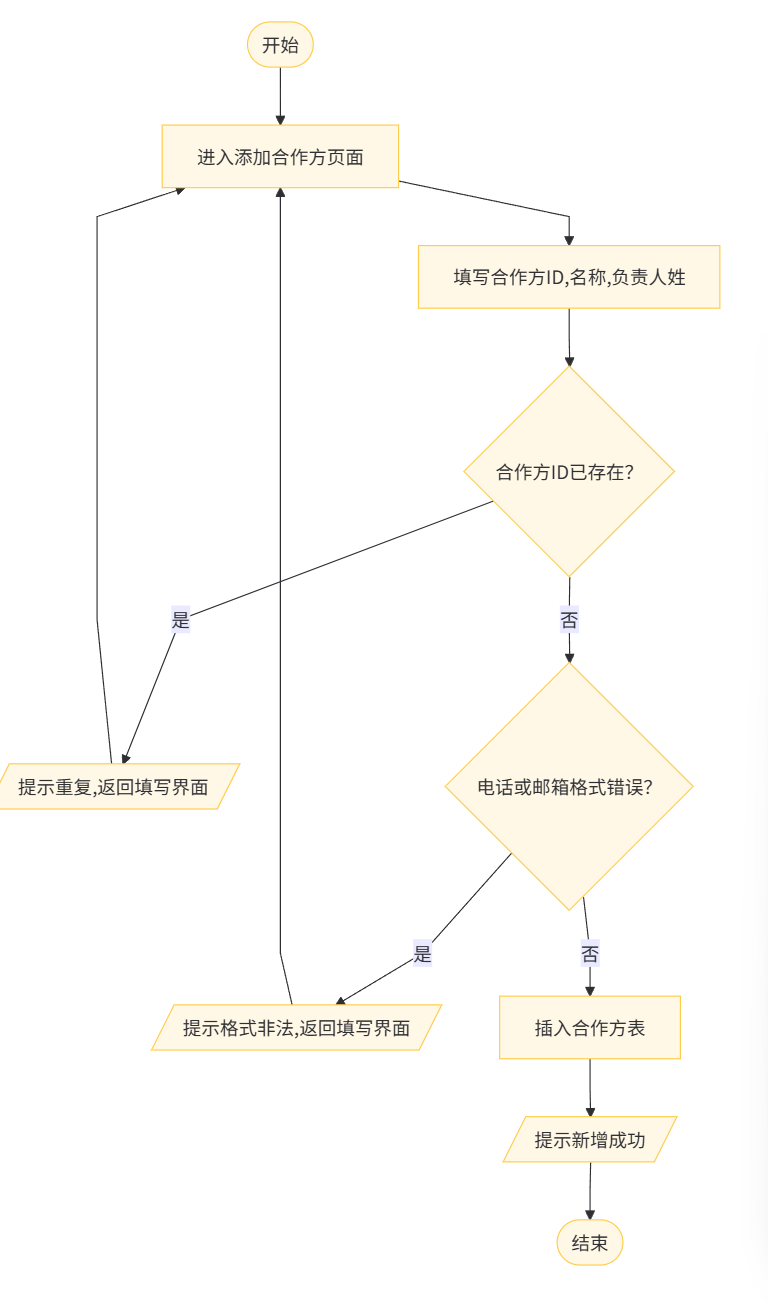 开始
进入添加合作方页面
填写合作方ID,名称,负责人姓
合作方ID已存在?
是
否
提示重复,返回填写界面
电话或邮箱格式错误?
是
否
提示格式非法,返回填写界面
插入合作方表
提示新增成功
结束